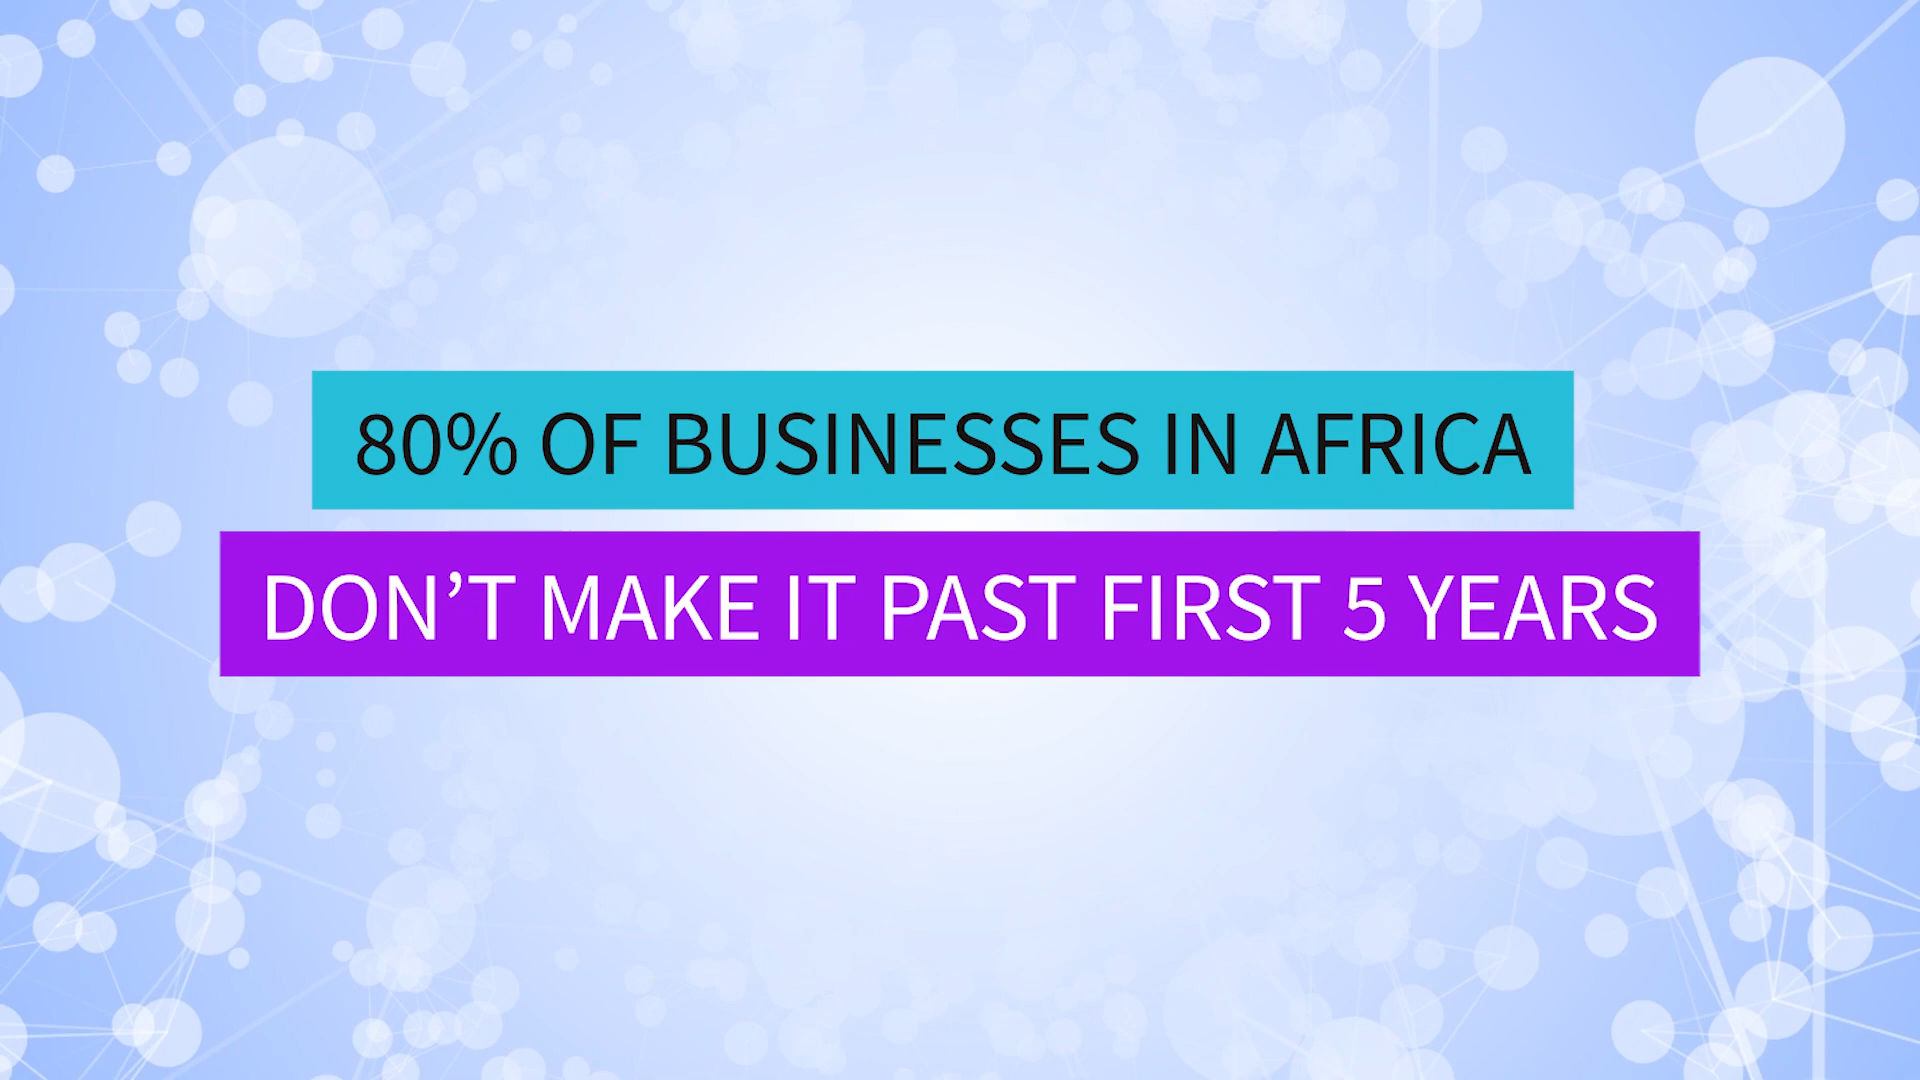 80% OF BUSINESSES IN AFRICA
DON’T MAKE IT PAST FIRST 5 YEARS